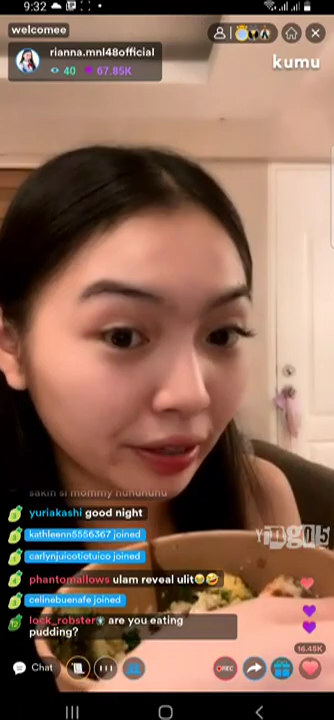 9:32
welcomee
rianna.mnl48official
40 67.85K
kumu
sakin si mommy huhuhuhu
yuriakashi good night
kathleenn5556367 joined
carlynjuicotiotuico joined
phantomallows ulam reveal ulit
celinebuenafe joined
lock_robster are you eating
pudding?
16.45K
Chat
REC